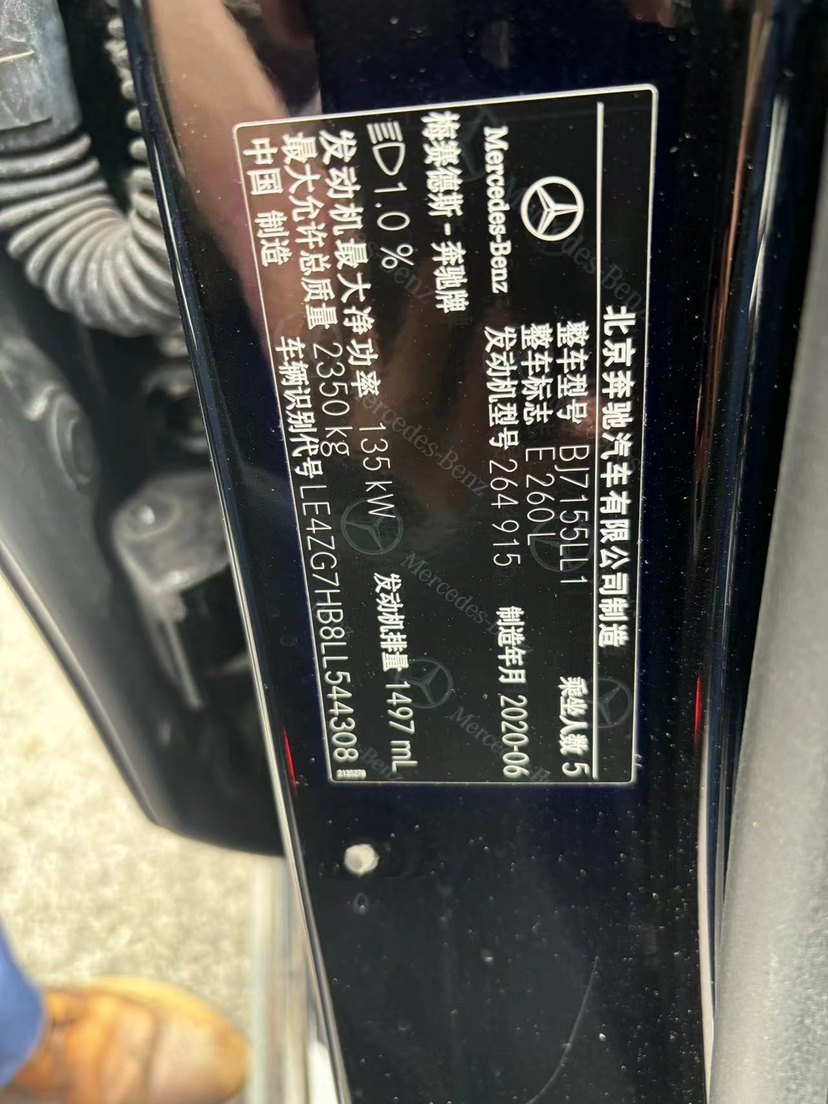 北京奔驰汽车有限公司制造
Mercedes-Benz
整车型号 BJ7155LL1 乘坐人数 5
整车标志 E 260 L
发动机型号 264 915 制造年月 2020-06
梅赛德斯-奔驰牌
1.0 %
发动机最大净功率 135 kW 发动机排量 1497 mL
最大允许总质量 2350 kg
中国 制造 车辆识别代号 LE4ZG7HB8LL544308